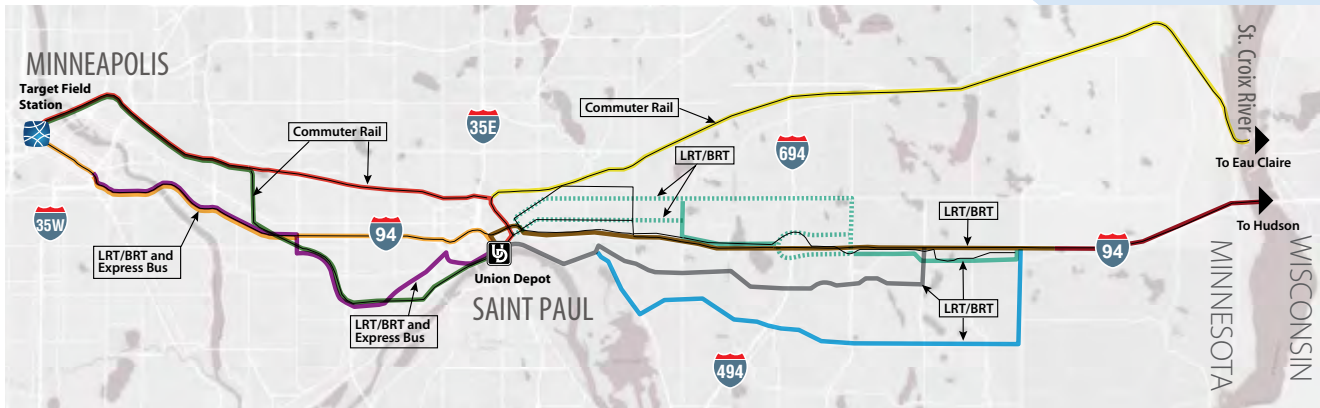 MINNEAPOLIS
Target Field
Station
35W
LRT/BRT and
Express Bus
Commuter Rail
94
LRT/BRT and
Express Bus
35E
Union Depot
SAINT PAUL
Commuter Rail
LRT/BRT
694
494
LRT/BRT
LRT/BRT
94
St. Croix River
To Eau Claire
To Hudson
MINNESOTA
WISCONSIN